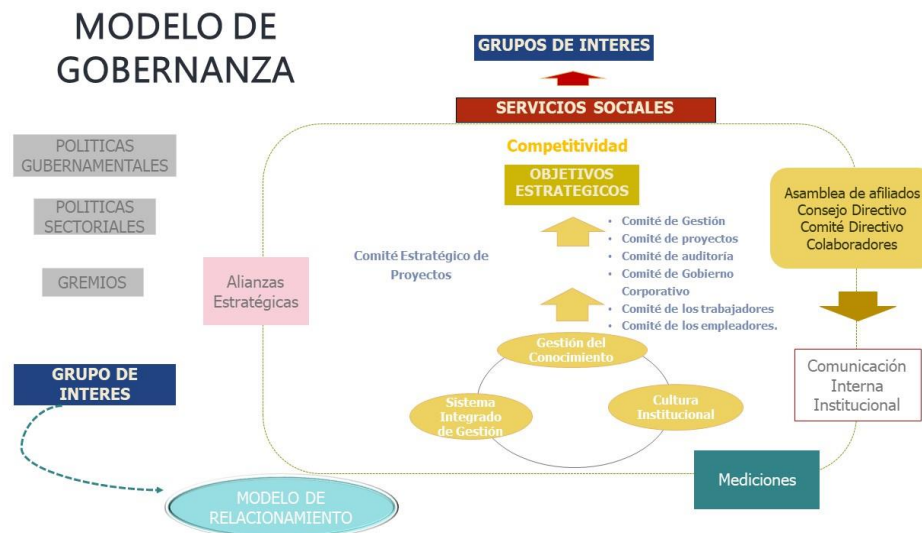 MODELO DE
GOBERNANZA
GRUPOS DE INTERES
SERVICIOS SOCIALES
POLITICAS
GUBERNAMENTALES
POLITICAS
SECTORIALES
GREMIOS
GRUPO DE
INTERES
Alianzas
Estratégicas
Competitividad
OBJETIVOS
ESTRATEGICOS
Comité Estratégico de
Proyectos
• Comité de Gestión
• Comité de proyectos
• Comité de auditoría
• Comité de Gobierno
Corporativo
• Comité de los trabajadores
• Comité de los empleadores.
Gestión del
Conocimiento
Sistema
Integrado
de Gestión
Cultura
Institucional
Asamblea de afiliados
Consejo Directivo
Comité Directivo
Colaboradores
Comunicación
Interna
Institucional
Mediciones
MODELO DE
RELACIONAMIENTO